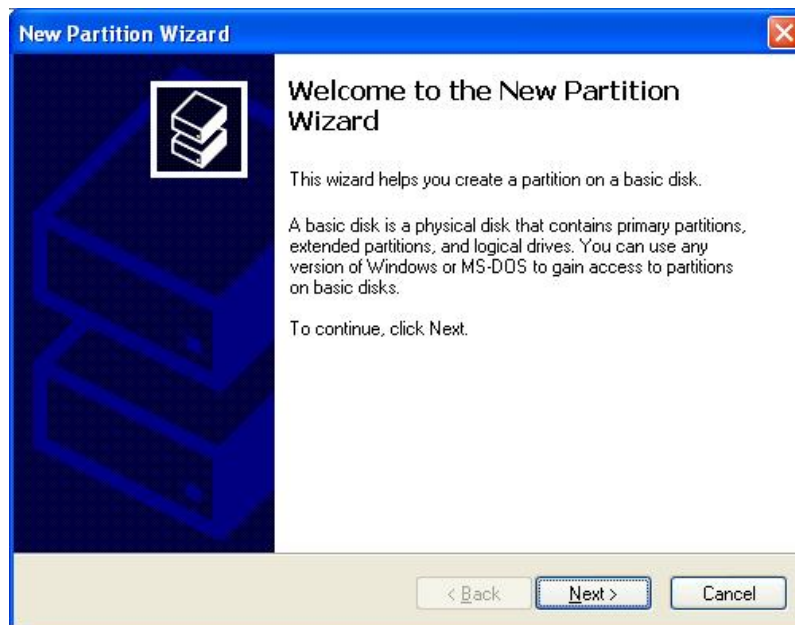 New Partition Wizard
Welcome to the New Partition
Wizard
This wizard helps you create a partition on a basic disk.
A basic disk is a physical disk that contains primary partitions,
extended partitions, and logical drives. You can use any
version of Windows or MS-DOS to gain access to partitions
on basic disks.
To continue, click Next.
< Back
Next >
Cancel